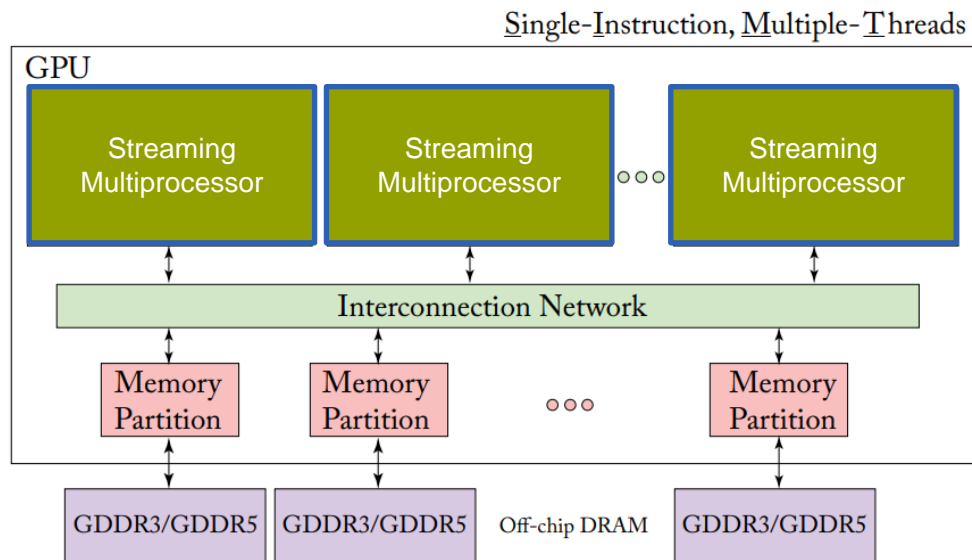 Single-Instruction, Multiple-Threads
GPU
Streaming
Multiprocessor
Streaming
Multiprocessor
Streaming
Multiprocessor
Interconnection Network
Memory
Partition
Memory
Partition
Memory
Partition
GDDR3/GDDR5
GDDR3/GDDR5
Off-chip DRAM
GDDR3/GDDR5